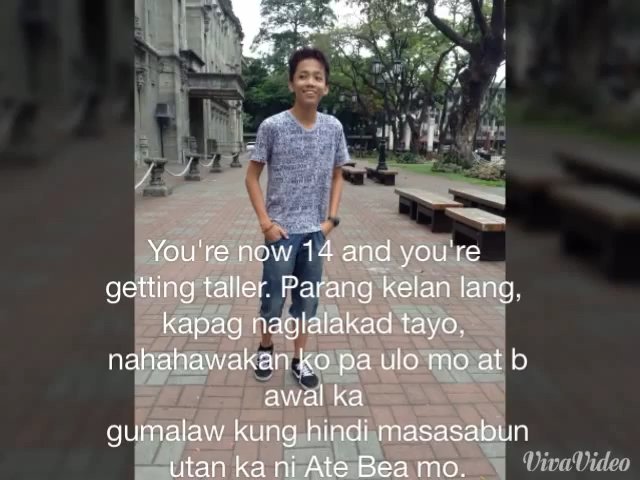 You're now 14 and you're
getting taller. Parang kelan lang,
kapag naglalakad tayo,
nahahawakan ko pa ulo mo at b
awal ka
gumalaw kung hindi masasabun
utan ka ni Ate Bea mo.
VivaVideo